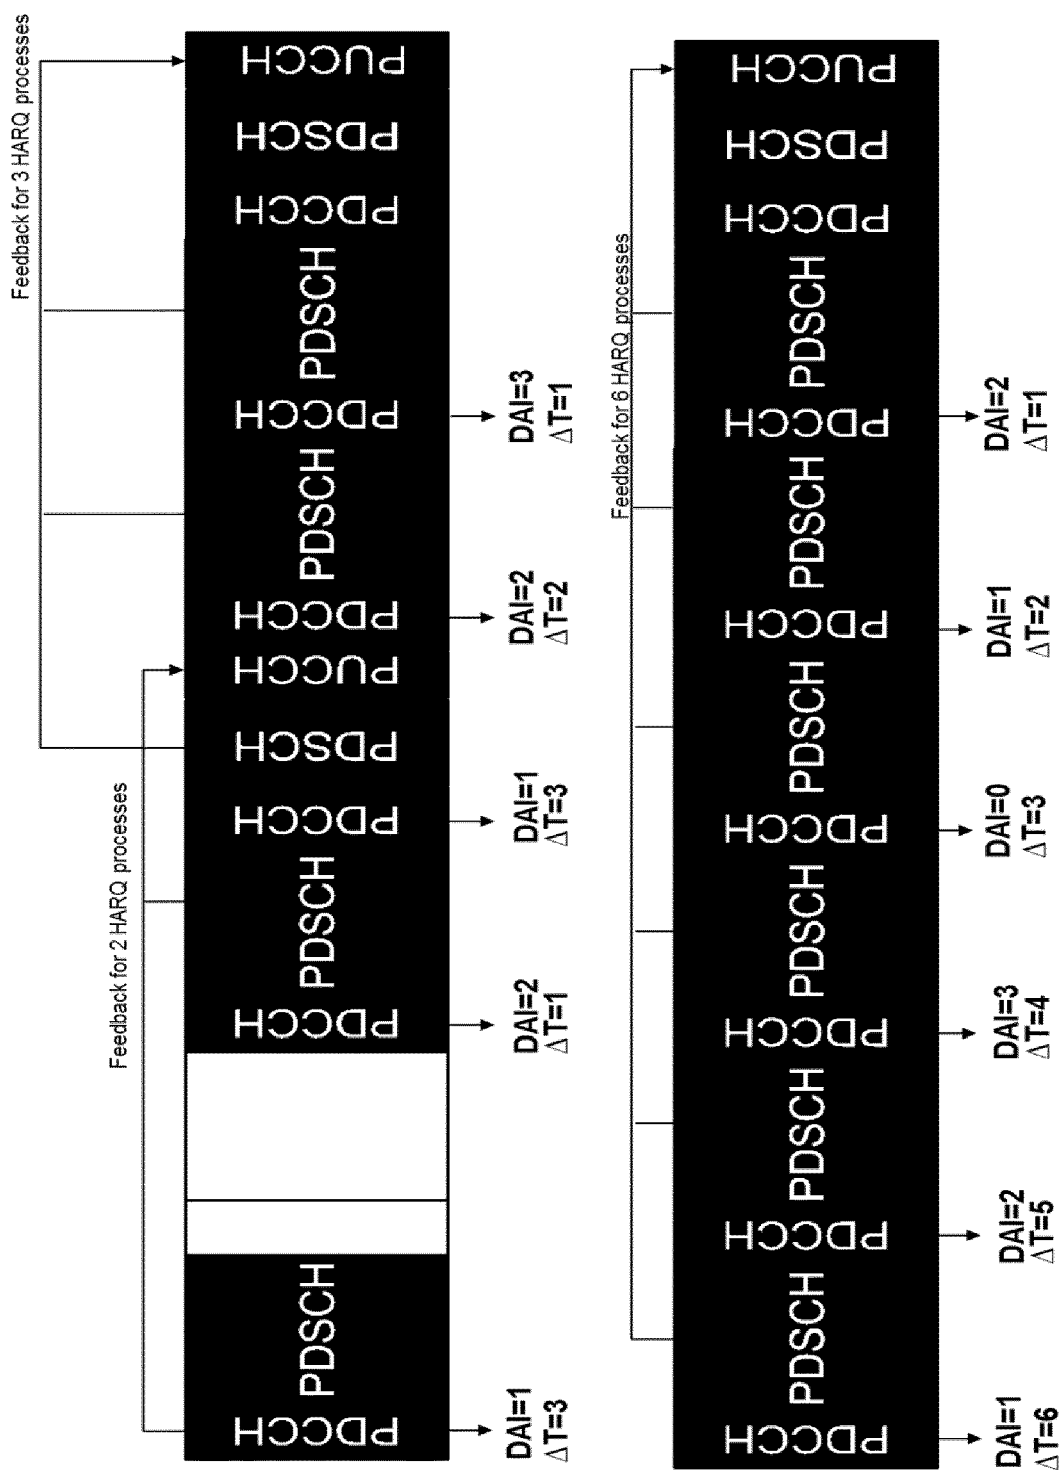 Feedback for 3 HARQ processes
Feedback for 2 HARQ processes
PDCCH
PDSCH
PDCCH
PDSCH
PDCCH
PDSCH
PUCCH
PDCCH
PDSCH
PDCCH
PDSCH
PDCCH
PDSCH
PUCCH
DAI=1
ΔT=3
DAI=2
ΔT=1
DAI=1
ΔT=3
DAI=2
ΔT=2
DAI=3
ΔT=1
Feedback for 6 HARQ processes
PDCCH
PDSCH
PDCCH
PDSCH
PDCCH
PDSCH
PDCCH
PDSCH
PDCCH
PDSCH
PDCCH
PDSCH
PDCCH
PDSCH
PUCCH
DAI=1
ΔT=6
DAI=2
ΔT=5
DAI=3
ΔT=4
DAI=0
ΔT=3
DAI=1
ΔT=2
DAI=2
ΔT=1